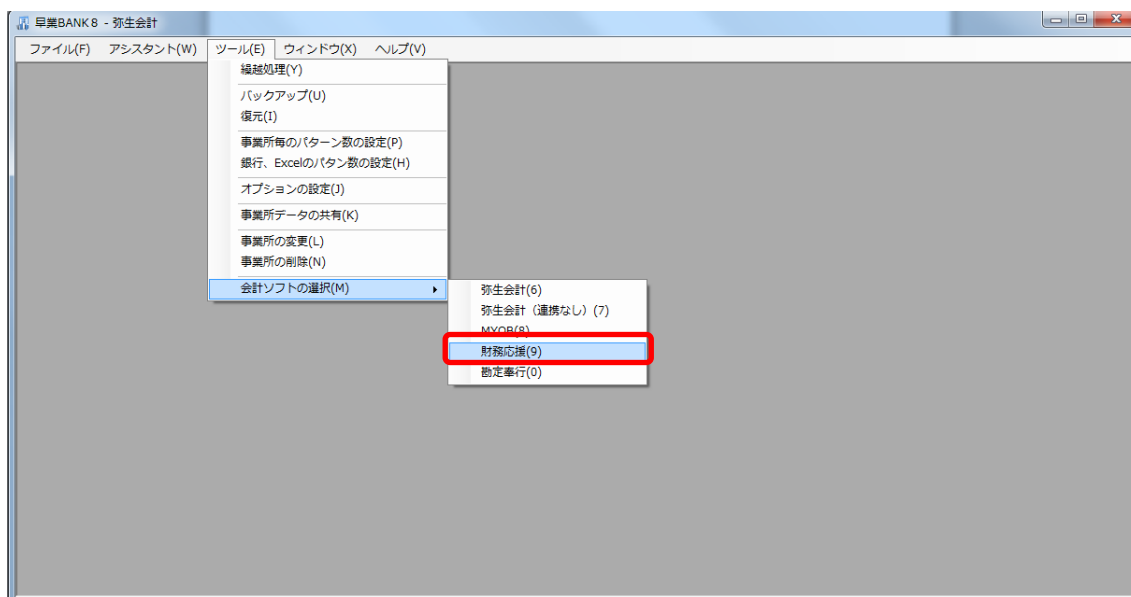 早業BANK8 - 弥生会計
ファイル(F) アシスタント(W) ツール(E) ウィンドウ(X) ヘルプ(V)
繰越処理(Y)
バックアップ(U)
復元(I)
事業所毎のパターン数の設定(P)
銀行、Excelのパタン数の設定(H)
オプションの設定(J)
事業所データの共有(K)
事業所の変更(L)
事業所の削除(N)
会計ソフトの選択(M)
弥生会計(6)
弥生会計（連携なし）(7)
MYOB(8)
財務応援(9)
勘定奉行(0)